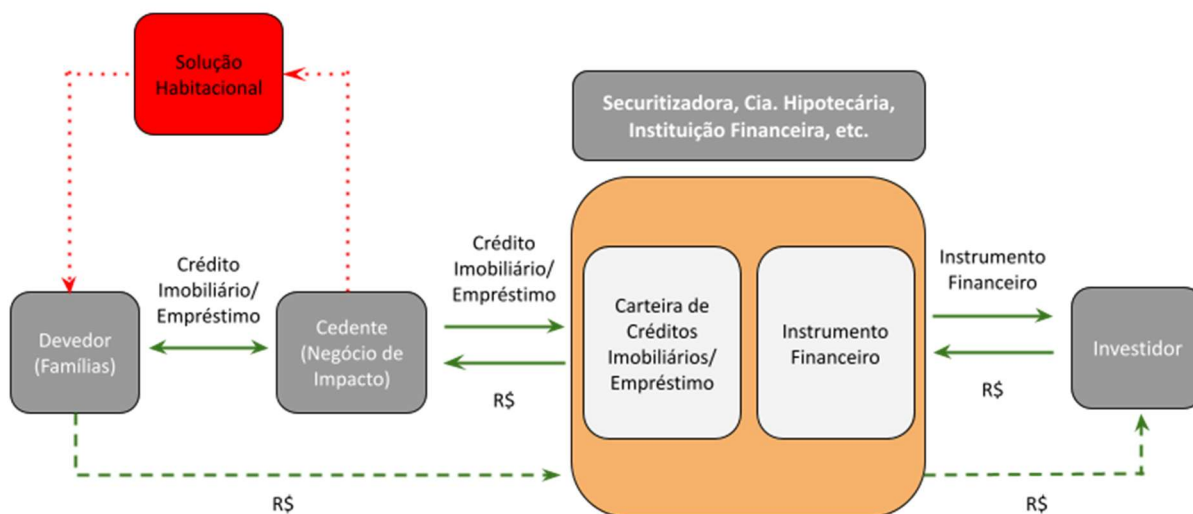 Solução
Habitacional
Securitizadora, Cia. Hipotecária,
Instituição Financeira, etc.
Crédito
Imobiliário/
Empréstimo
Crédito
Imobiliário/
Empréstimo
Instrumento
Financeiro
Devedor
(Famílias)
Cedente
(Negócio de
Impacto)
Carteira de
Créditos
Imobiliários/
Empréstimo
Instrumento
Financeiro
Investidor
R$
R$
R$
R$